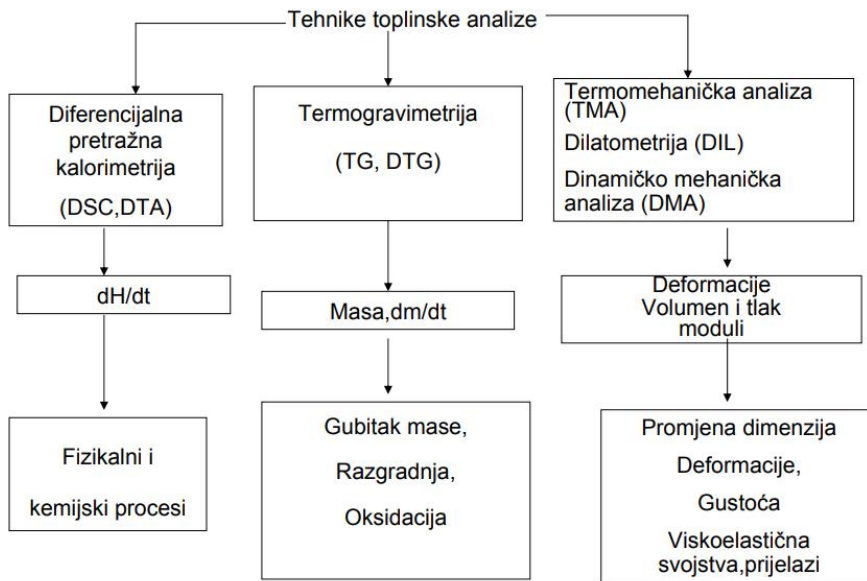 Tehnike toplinske analize
Diferencijalna
pretražna
kalorimetrija
(DSC,DTA)
Termogravimetrija
(TG, DTG)
Termomehanička analiza
(TMA)
Dilatometrija (DIL)
Dinamičko mehanička
analiza (DMA)
dH/dt
Masa,dm/dt
Deformacije
Volumen i tlak
moduli
Fizikalni i
kemijski procesi
Gubitak mase,
Razgradnja,
Oksidacija
Promjena dimenzija
Deformacije,
Gustoća
Viskoelastična
svojstva,prijelazi